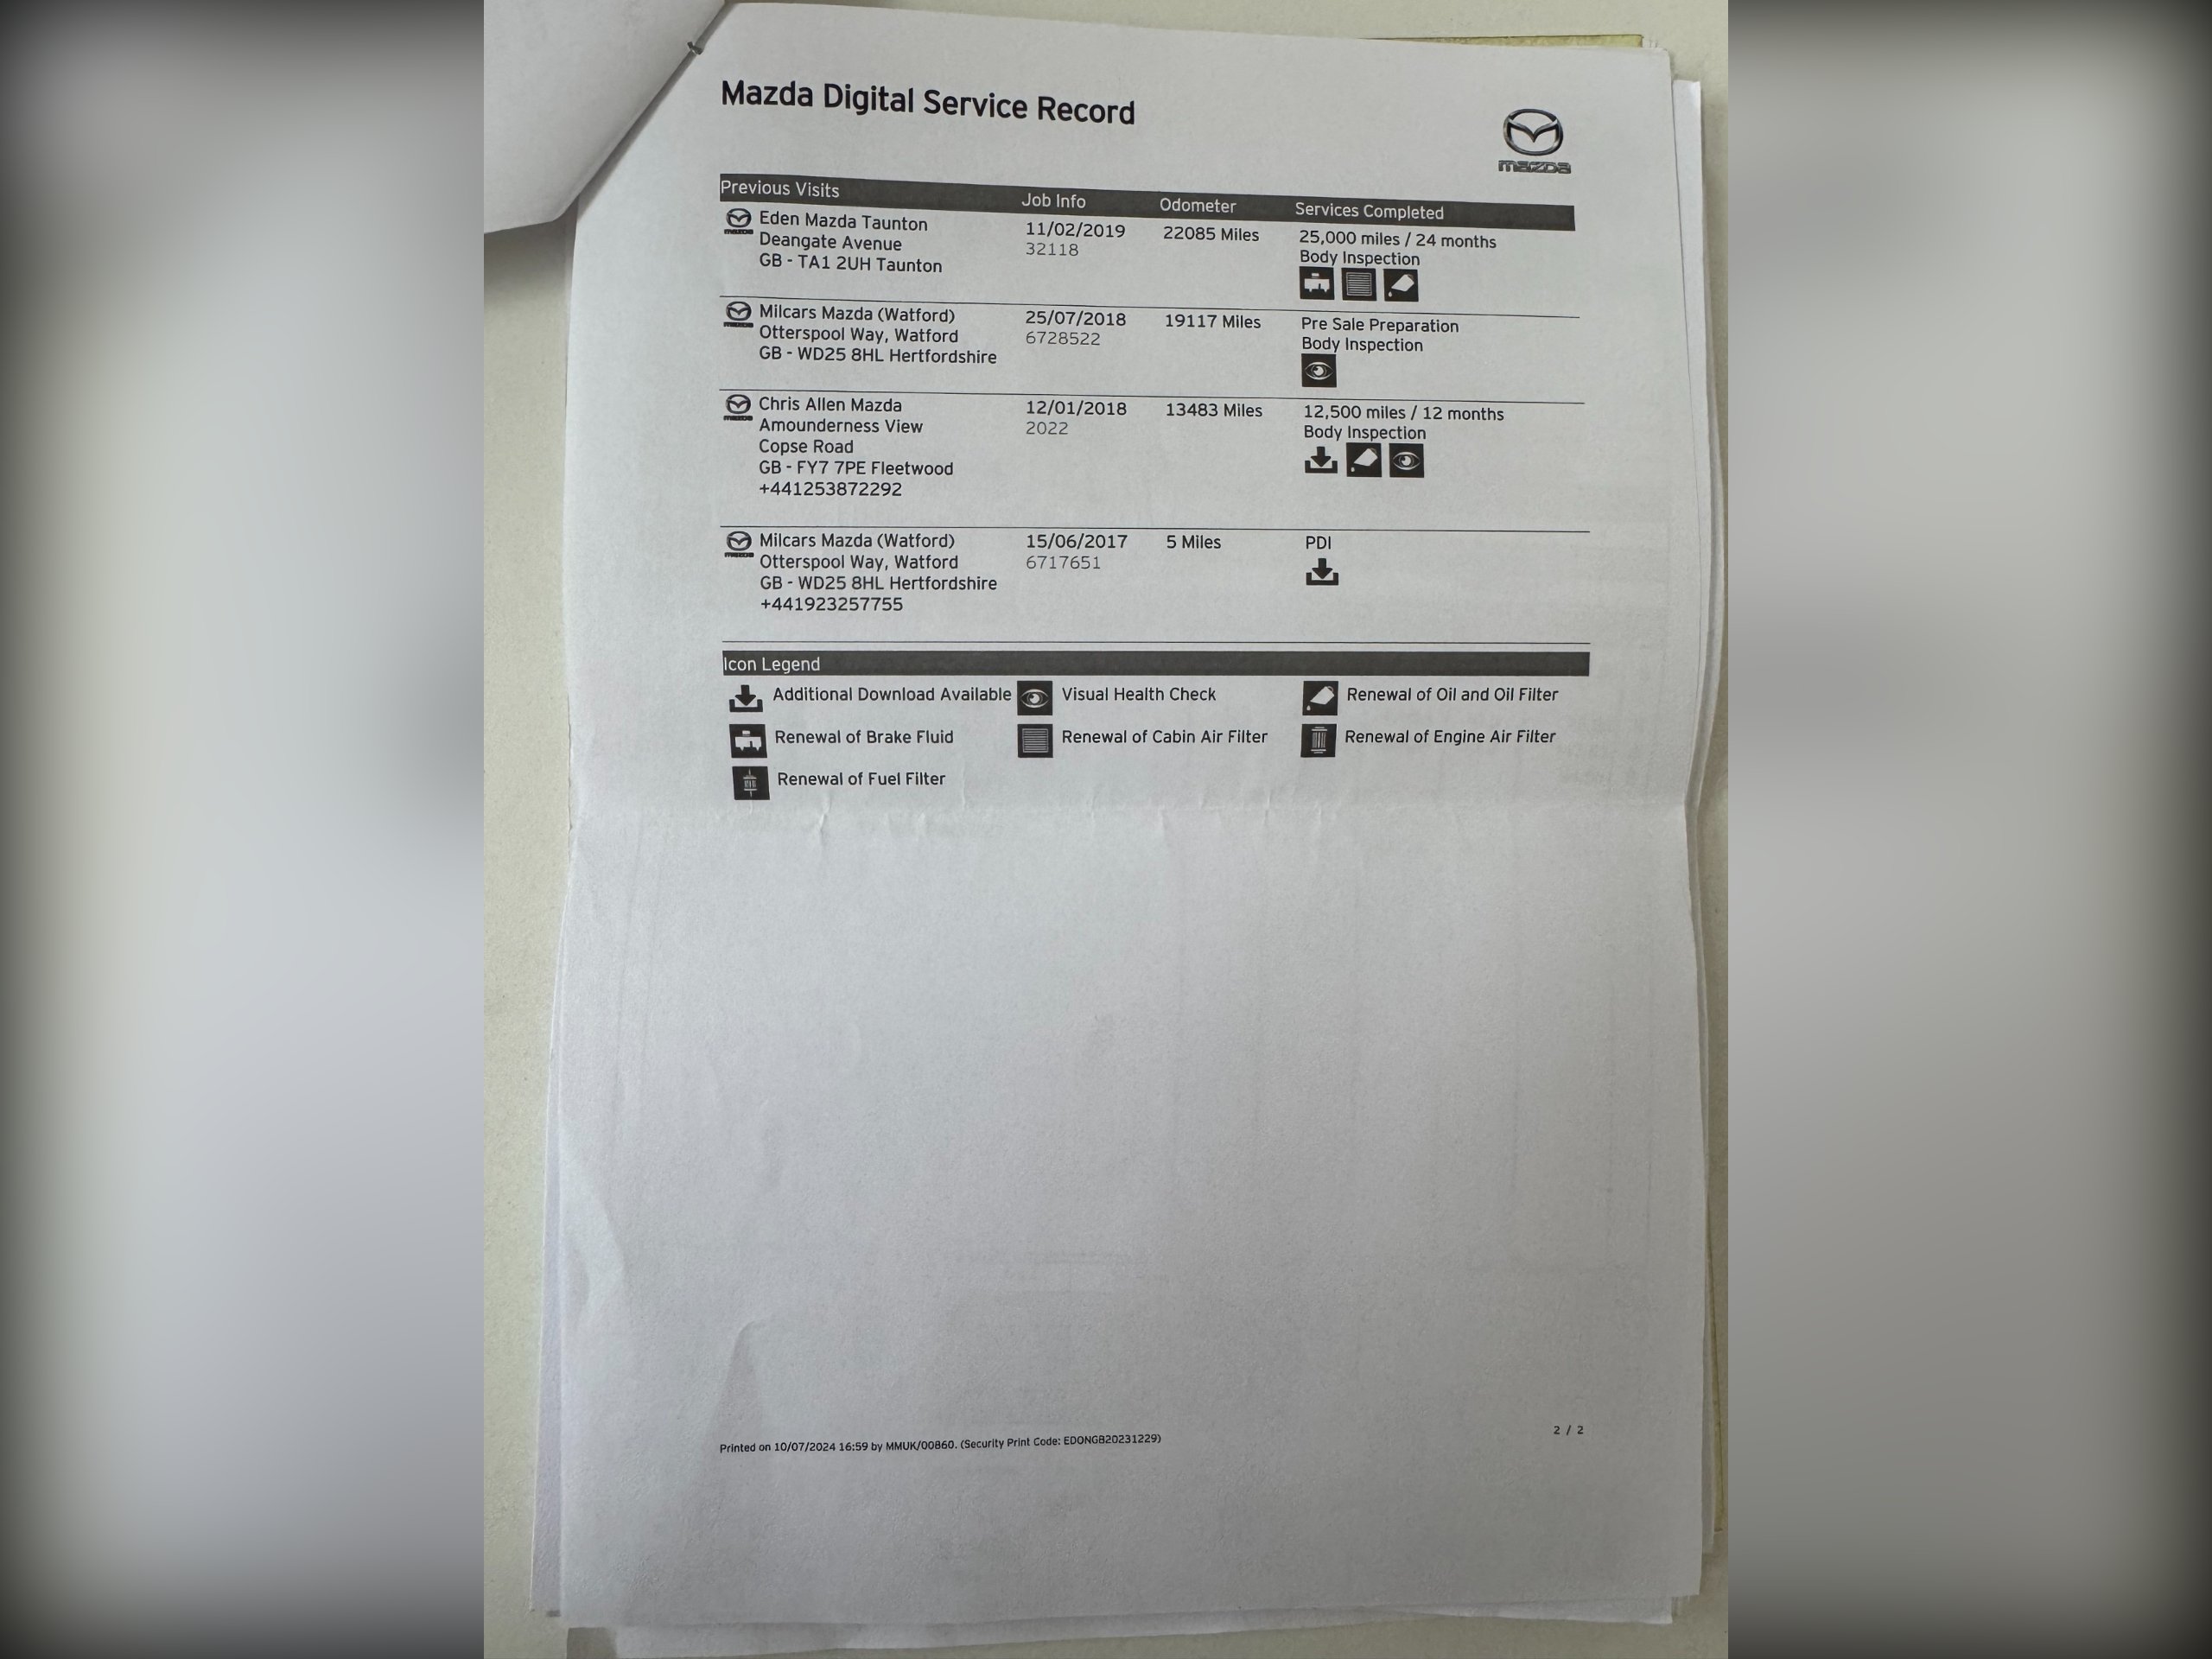 Mazda Digital Service Record
mazda
Previous Visits Job Info Odometer Services Completed
Eden Mazda Taunton 11/02/2019 22085 Miles 25,000 miles / 24 months
Deangate Avenue 32118 Body Inspection
GB - TA1 2UH Taunton
Milcars Mazda (Watford) 25/07/2018 19117 Miles Pre Sale Preparation
Otterspool Way, Watford 6728522 Body Inspection
GB - WD25 8HL Hertfordshire
Chris Allen Mazda 12/01/2018 13483 Miles 12,500 miles / 12 months
Amounderness View 2022 Body Inspection
Copse Road
GB - FY7 7PE Fleetwood
+441253872292
Milcars Mazda (Watford) 15/06/2017 5 Miles PDI
Otterspool Way, Watford 6717651
GB - WD25 8HL Hertfordshire
+441923257755
Icon Legend
Additional Download Available Visual Health Check Renewal of Oil and Oil Filter
Renewal of Brake Fluid Renewal of Cabin Air Filter Renewal of Engine Air Filter
Renewal of Fuel Filter
Printed on 10/07/2024 16:59 by MMUK/00860. (Security Print Code: EDONGB20231229)
2 / 2